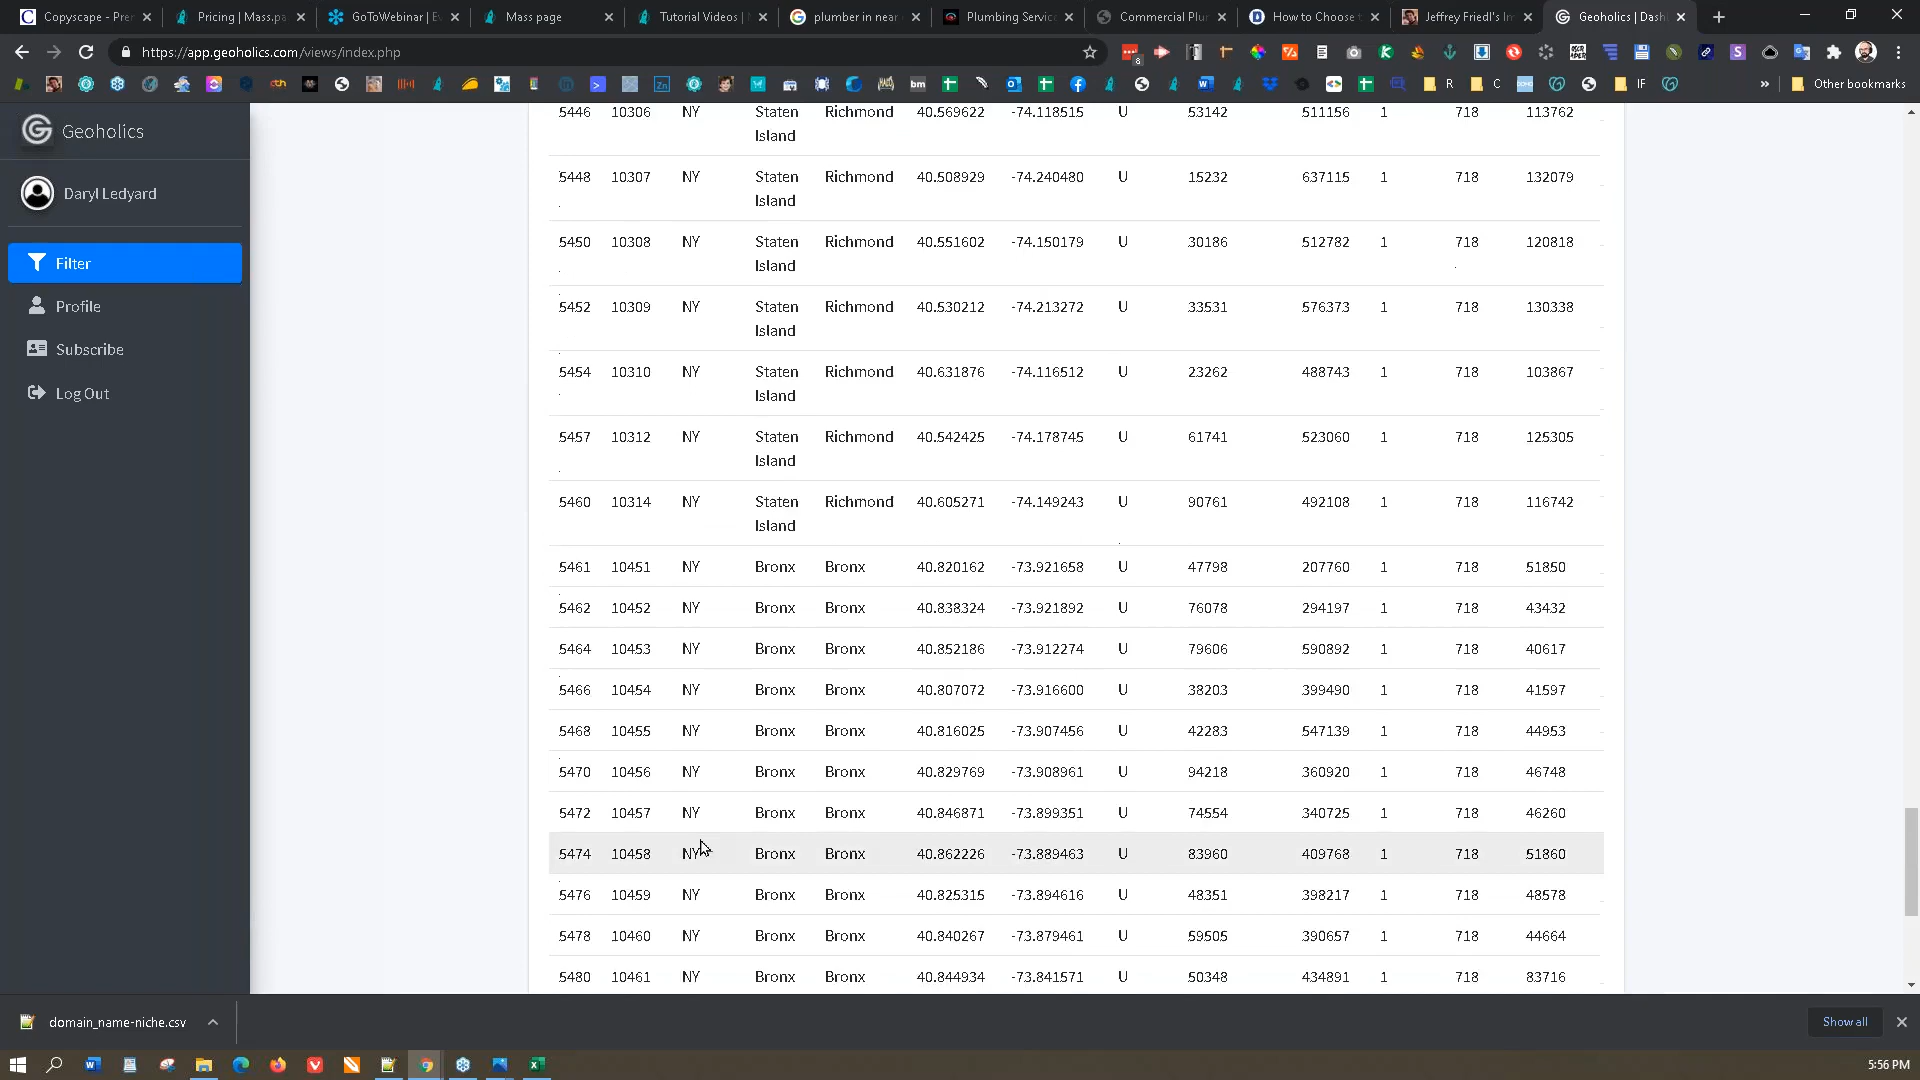 Copyscape - Prer
Pricing | Mass.pa
GoToWebinar | Ev
Mass page
Tutorial Videos |
plumber in near
Plumbing Service
Commercial Plu
How to Choose t
Jeffrey Friedl's Im
Geoholics | Dash
https://app.geoholics.com/views/index.php
8
R
C
IF
Other bookmarks
Geoholics
Daryl Ledyard
Filter
Profile
Subscribe
Log Out
5446 10306 NY Staten Richmond 40.569622 -74.118515 U 53142 511156 1 718 113762
Island
5448 10307 NY Staten Richmond 40.508929 -74.240480 U 15232 637115 1 718 132079
Island
5450 10308 NY Staten Richmond 40.551602 -74.150179 U 30186 512782 1 718 120818
Island
5452 10309 NY Staten Richmond 40.530212 -74.213272 U 33531 576373 1 718 130338
Island
5454 10310 NY Staten Richmond 40.631876 -74.116512 U 23262 488743 1 718 103867
Island
5457 10312 NY Staten Richmond 40.542425 -74.178745 U 61741 523060 1 718 125305
Island
5460 10314 NY Staten Richmond 40.605271 -74.149243 U 90761 492108 1 718 116742
Island
5461 10451 NY Bronx Bronx 40.820162 -73.921658 U 47798 207760 1 718 51850
5462 10452 NY Bronx Bronx 40.838324 -73.921892 U 76078 294197 1 718 43432
5464 10453 NY Bronx Bronx 40.852186 -73.912274 U 79606 590892 1 718 40617
5466 10454 NY Bronx Bronx 40.807072 -73.916600 U 38203 399490 1 718 41597
5468 10455 NY Bronx Bronx 40.816025 -73.907456 U 42283 547139 1 718 44953
5470 10456 NY Bronx Bronx 40.829769 -73.908961 U 94218 360920 1 718 46748
5472 10457 NY Bronx Bronx 40.846871 -73.899351 U 74554 340725 1 718 46260
5474 10458 NY Bronx Bronx 40.862226 -73.889463 U 83960 409768 1 718 51860
5476 10459 NY Bronx Bronx 40.825315 -73.894616 U 48351 398217 1 718 48578
5478 10460 NY Bronx Bronx 40.840267 -73.879461 U 59505 390657 1 718 44664
5480 10461 NY Bronx Bronx 40.844934 -73.841571 U 50348 434891 1 718 83716
domain_name-niche.csv
Show all
5:56 PM